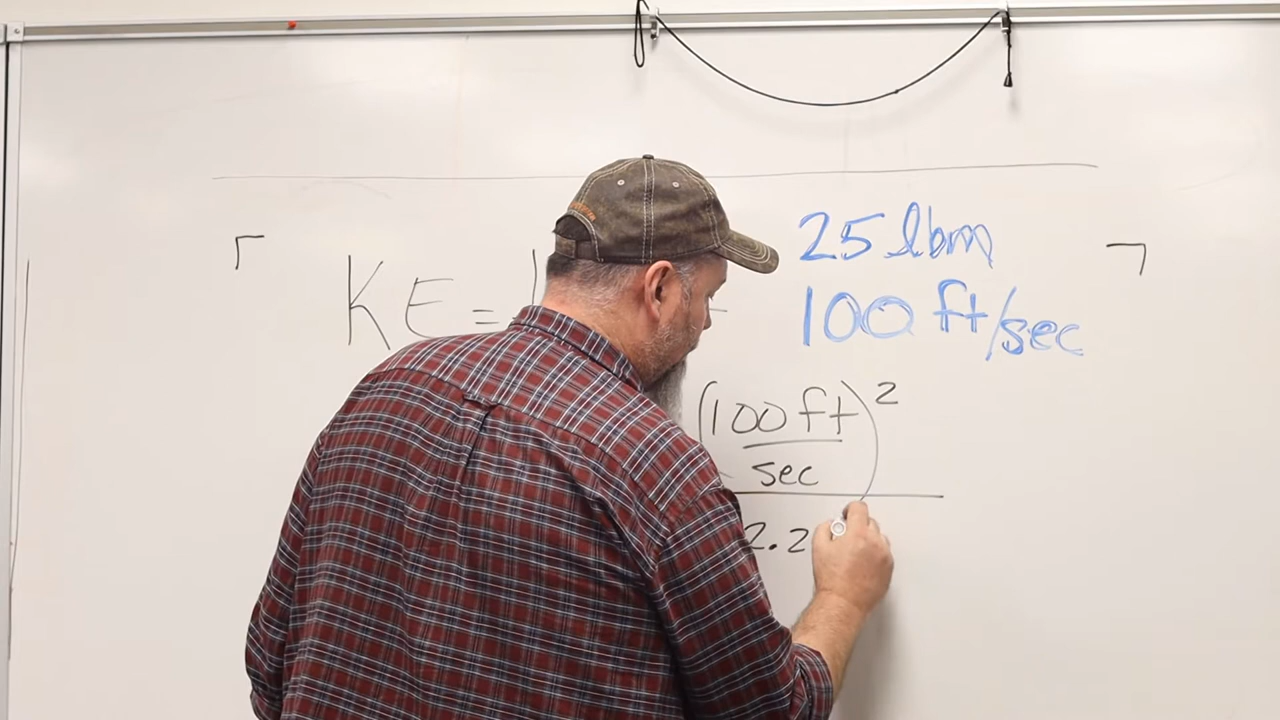 25 lbm
KE =
100 ft/sec
(100 ft)²
sec
2.2